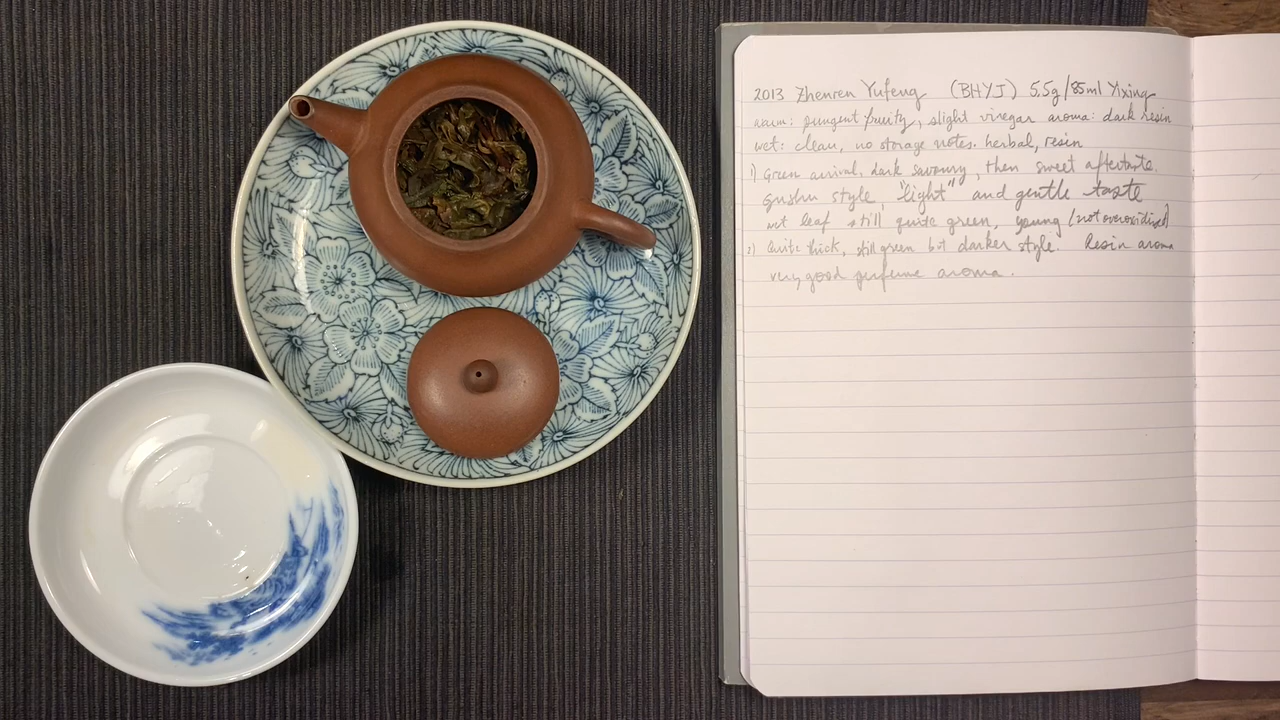 2013 Zhenren Yufeng (BHYJ) 5.5g/85ml Yixing
warm: pungent fruity, slight vinegar aroma: dark resin
wet: clean, no storage notes. herbal, resin
1) Green arrival, dark savoury, then sweet aftertaste.
gushu style, "light" and gentle taste
wet leaf still quite green, young (not overoxidised)
2) Quite thick, still green but darker style. Resin aroma
very good perfume aroma.